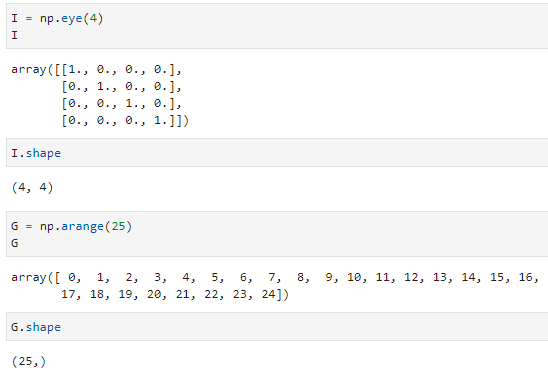 I = np.eye(4)
I
array([[1., 0., 0., 0.],
       [0., 1., 0., 0.],
       [0., 0., 1., 0.],
       [0., 0., 0., 1.]])
I.shape
(4, 4)
G = np.arange(25)
G
array([ 0,  1,  2,  3,  4,  5,  6,  7,  8,  9, 10, 11, 12, 13, 14, 15, 16,
       17, 18, 19, 20, 21, 22, 23, 24])
G.shape
(25,)